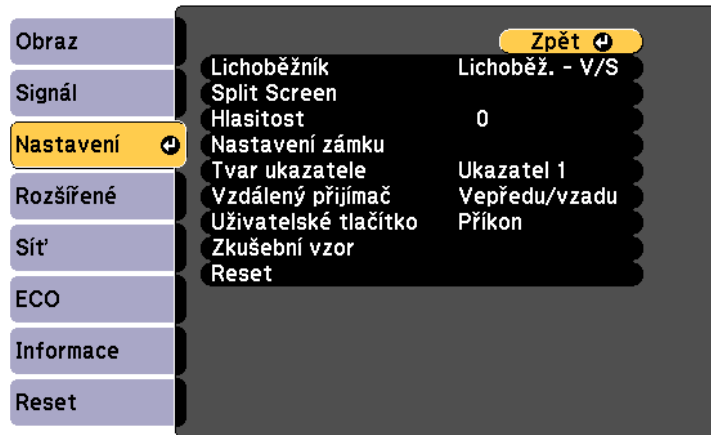 Obraz
Signál
Nastavení
Rozšířené
Síť
ECO
Informace
Reset
Zpět
Lichoběžník Lichoběž. - V/S
Split Screen
Hlasitost 0
Nastavení zámku
Tvar ukazatele Ukazatel 1
Vzdálený přijímač Vepředu/vzadu
Uživatelské tlačítko Příkon
Zkušební vzor
Reset